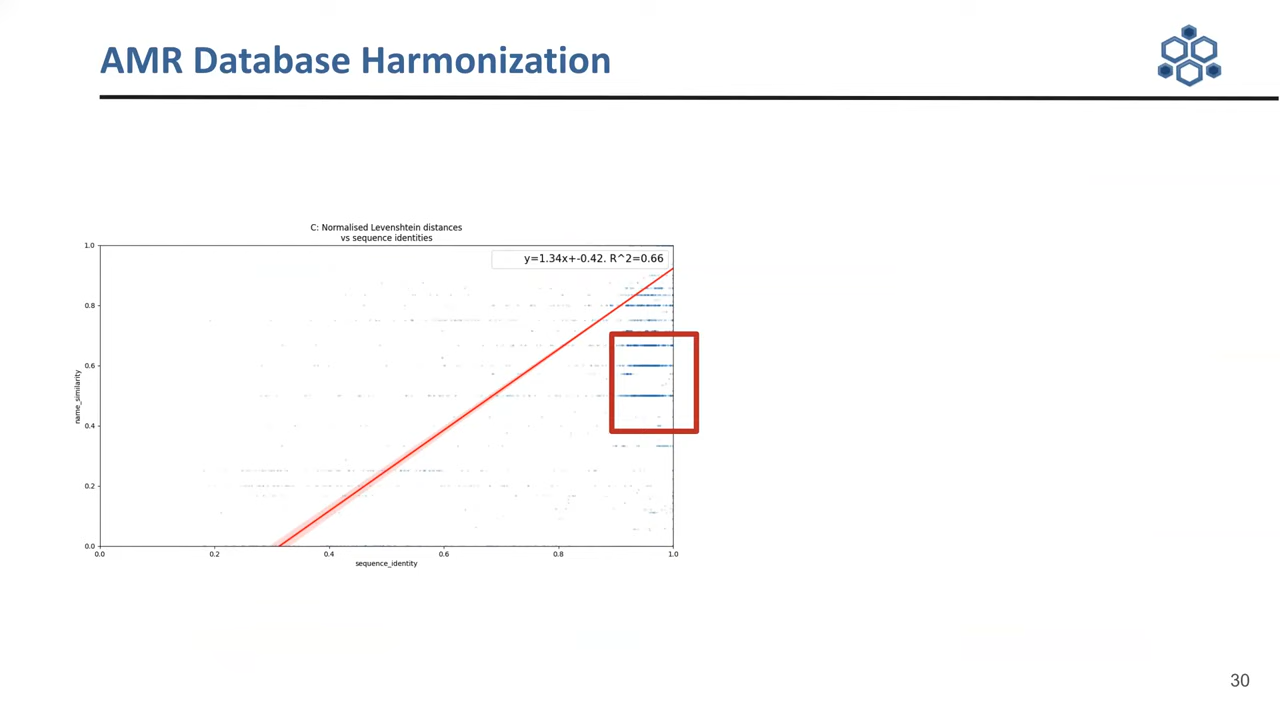 AMR Database Harmonization
C: Normalised Levenshtein distances
vs sequence identities
y=1.34x+-0.42. R^2=0.66
1.0
0.8
0.6
0.4
0.2
0.0
name_similarity
0.0 0.2 0.4 0.6 0.8 1.0
sequence_identity
30